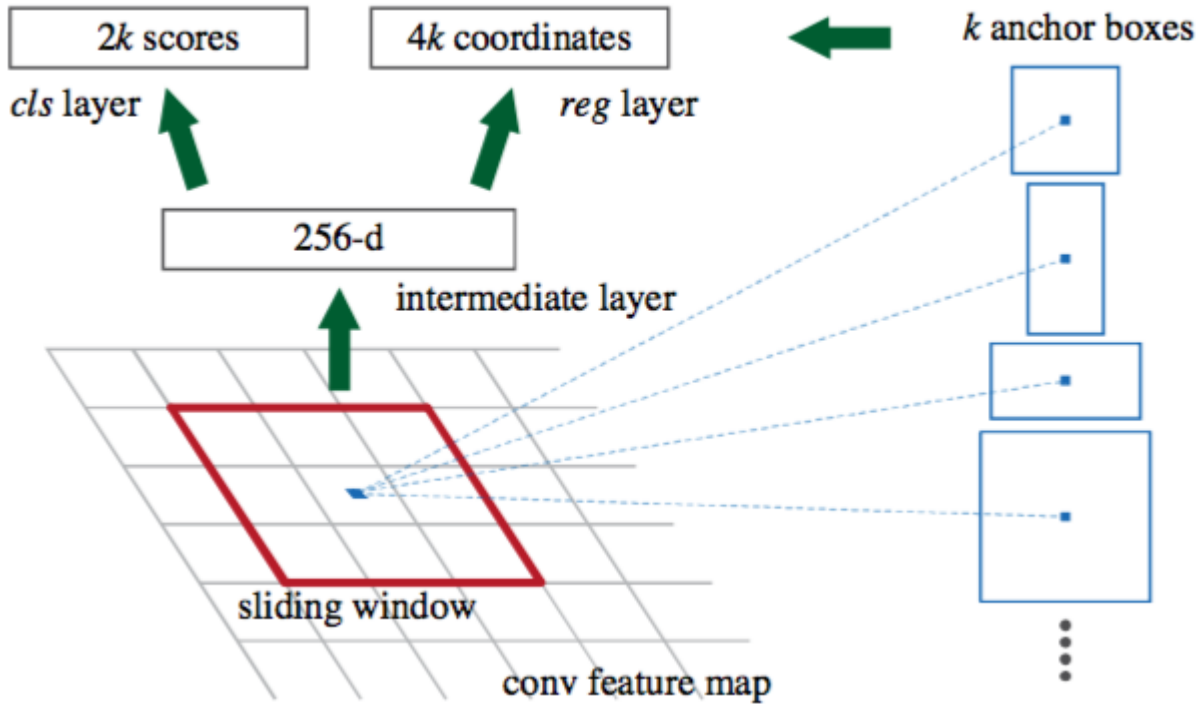 2k scores
4k coordinates
k anchor boxes
cls layer
reg layer
256-d
intermediate layer
sliding window
conv feature map